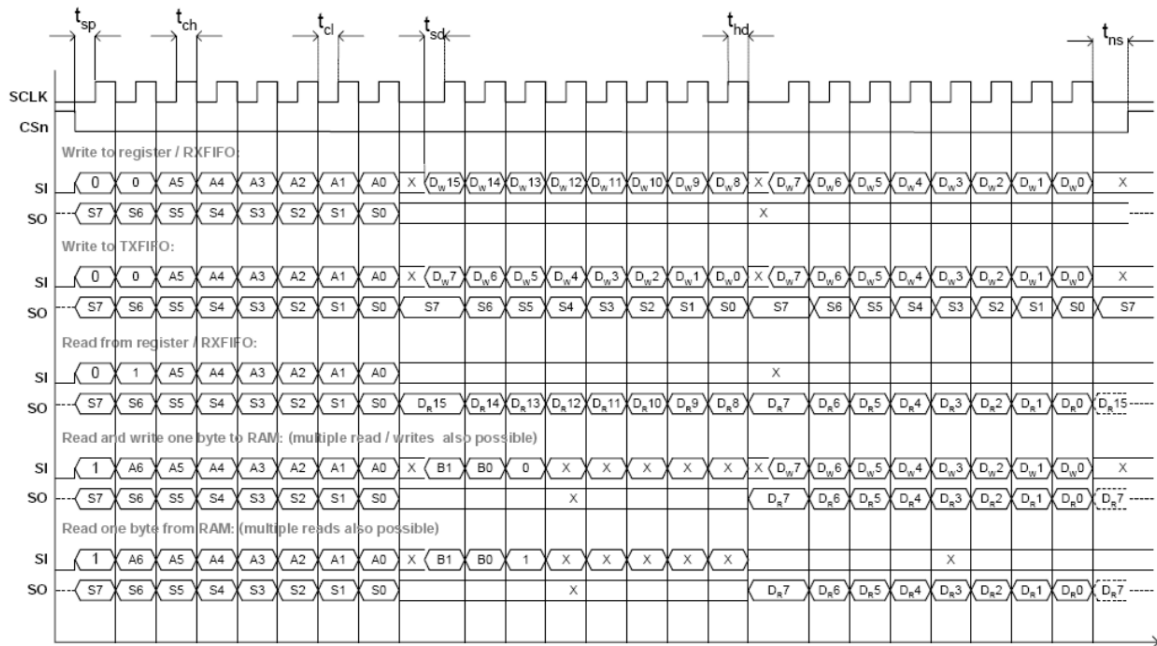 tsp tch tcl tsd thd tns
SCLK
CSn
Write to register / RXFIFO:
SI 0 0 A5 A4 A3 A2 A1 A0 X DW15 DW14 DW13 DW12 DW11 DW10 DW9 DW8 X DW7 DW6 DW5 DW4 DW3 DW2 DW1 DW0 X
SO S7 S6 S5 S4 S3 S2 S1 S0 X
Write to TXFIFO:
SI 0 0 A5 A4 A3 A2 A1 A0 X DW7 DW6 DW5 DW4 DW3 DW2 DW1 DW0 X DW7 DW6 DW5 DW4 DW3 DW2 DW1 DW0 X
SO S7 S6 S5 S4 S3 S2 S1 S0 S7 S6 S5 S4 S3 S2 S1 S0 S7 S6 S5 S4 S3 S2 S1 S0 S7
Read from register / RXFIFO:
SI 0 1 A5 A4 A3 A2 A1 A0 X
SO S7 S6 S5 S4 S3 S2 S1 S0 DR15 DR14 DR13 DR12 DR11 DR10 DR9 DR8 DR7 DR6 DR5 DR4 DR3 DR2 DR1 DR0 DR15
Read and write one byte to RAM: (multiple read / writes also possible)
SI 1 A6 A5 A4 A3 A2 A1 A0 X B1 B0 0 X X X X X X DW7 DW6 DW5 DW4 DW3 DW2 DW1 DW0 X
SO S7 S6 S5 S4 S3 S2 S1 S0 X DR7 DR6 DR5 DR4 DR3 DR2 DR1 DR0 DR7
Read one byte from RAM: (multiple reads also possible)
SI 1 A6 A5 A4 A3 A2 A1 A0 X B1 B0 1 X X X X X X
SO S7 S6 S5 S4 S3 S2 S1 S0 X DR7 DR6 DR5 DR4 DR3 DR2 DR1 DR0 DR7